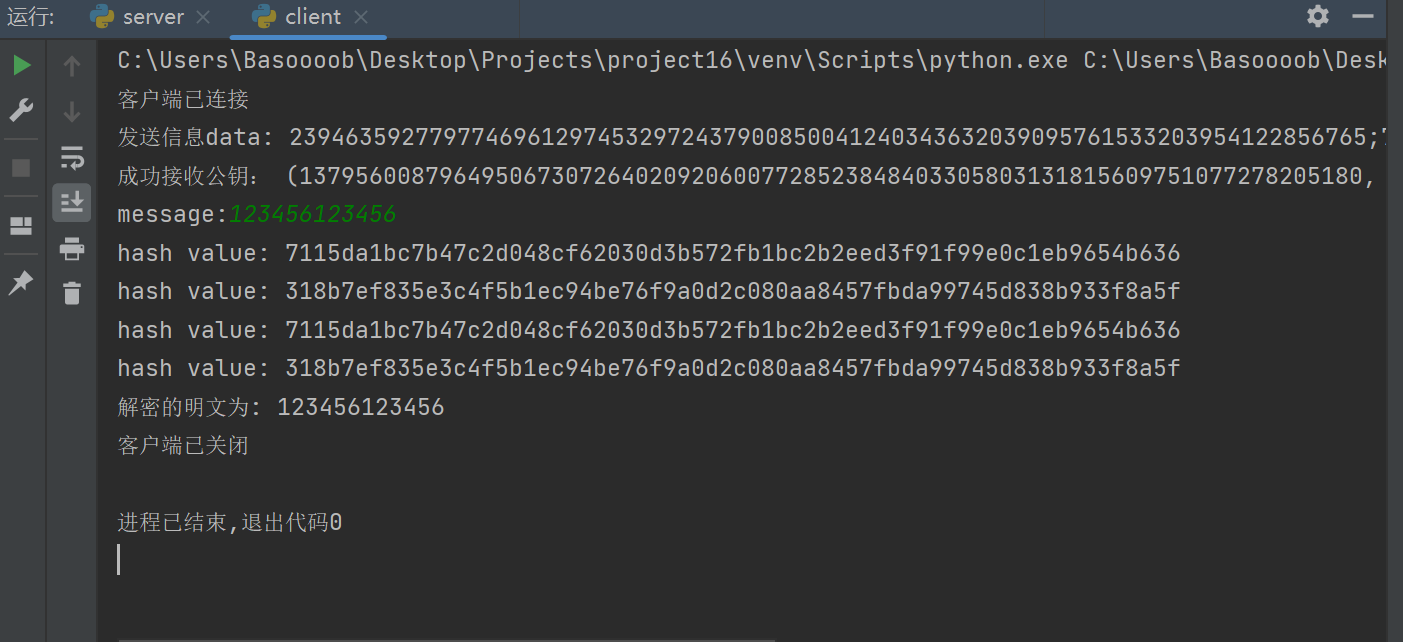 运行: server client
C:\Users\Basoooob\Desktop\Projects\project16\venv\Scripts\python.exe C:\Users\Basoooob\Desk
客户端已连接
发送信息data: 23946359277977469612974532972437900850041240343632039095761533203954122856765;
成功接收公钥: (13795600879649506730726402092060077285238484033058031318156097510772782051​80,
message:123456123456
hash value: 7115da1bc7b47c2d048cf62030d3b572fb1bc2b2eed3f91f99e0c1eb9654b636
hash value: 318b7ef835e3c4f5b1ec94be76f9a0d2c080aa8457fbda99745d838b933f8a5f
hash value: 7115da1bc7b47c2d048cf62030d3b572fb1bc2b2eed3f91f99e0c1eb9654b636
hash value: 318b7ef835e3c4f5b1ec94be76f9a0d2c080aa8457fbda99745d838b933f8a5f
解密的明文为: 123456123456
客户端已关闭
进程已结束,退出代码0